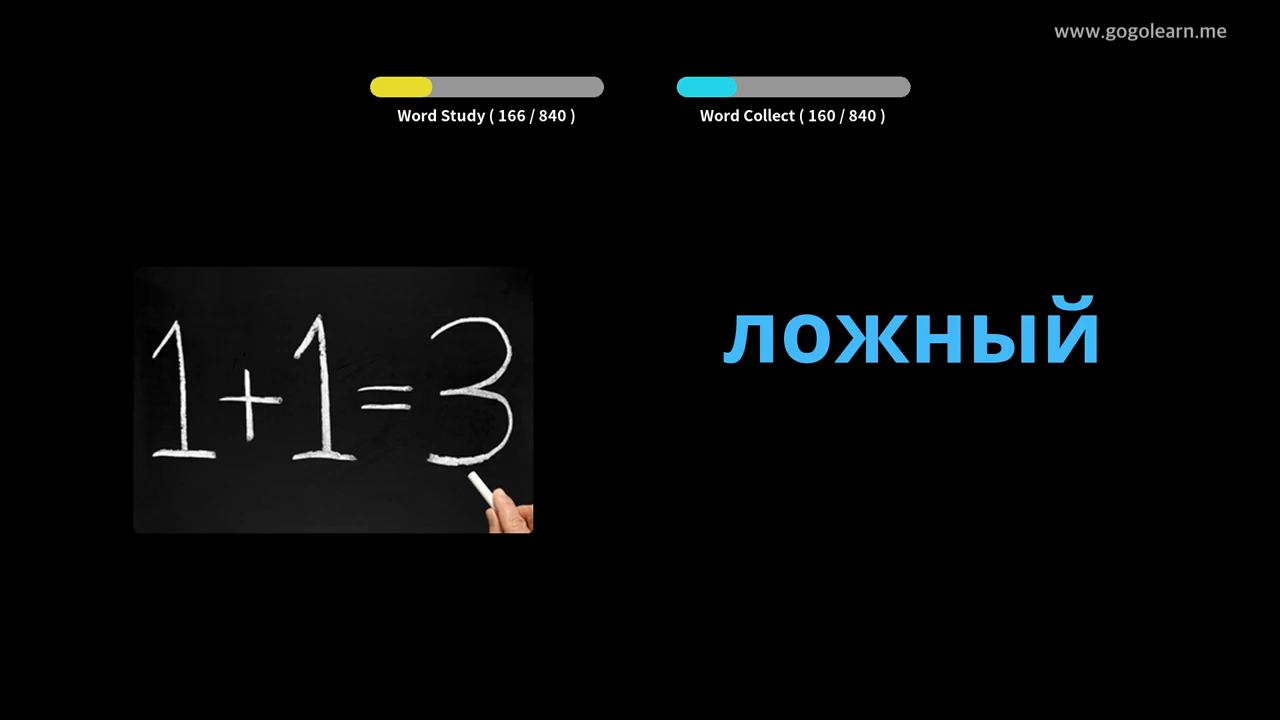 www.gogolearn.me
Word Study ( 166 / 840 )
Word Collect ( 160 / 840 )
ложный
1+1=3